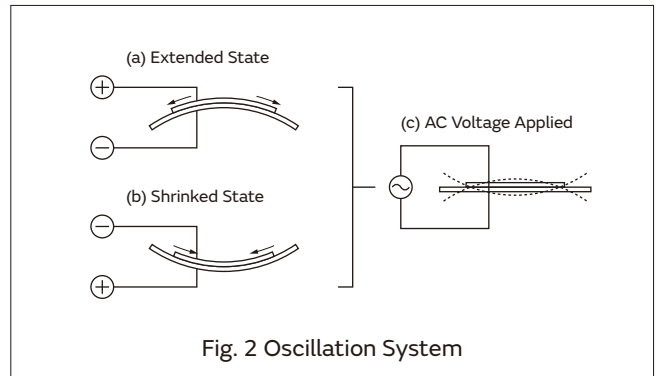 (a) Extended State
+
−
(c) AC Voltage Applied
(b) Shrinked State
−
+
Fig. 2 Oscillation System